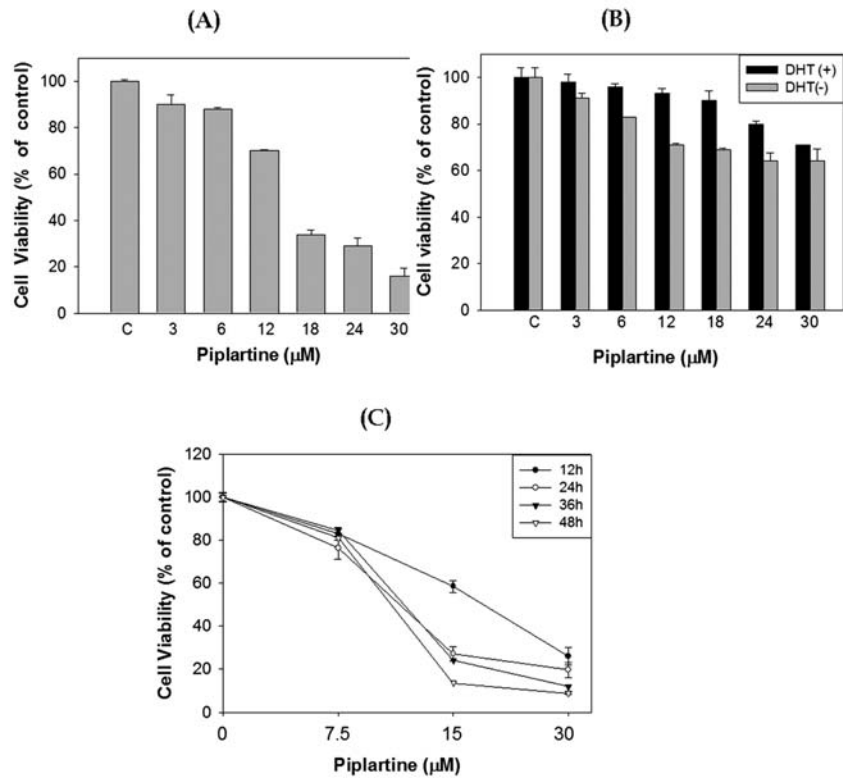 (A)
Cell Viability (% of control)
100
80
60
40
20
0
C 3 6 12 18 24 30
Piplartine (µM)
(B)
Cell viability (% of control)
100
80
60
40
20
0
DHT (+)
DHT(-)
C 3 6 12 18 24 30
Piplartine (µM)
(C)
Cell Viability (% of control)
120
100
80
60
40
20
0
12h
24h
36h
48h
0 7.5 15 30
Piplartine (µM)